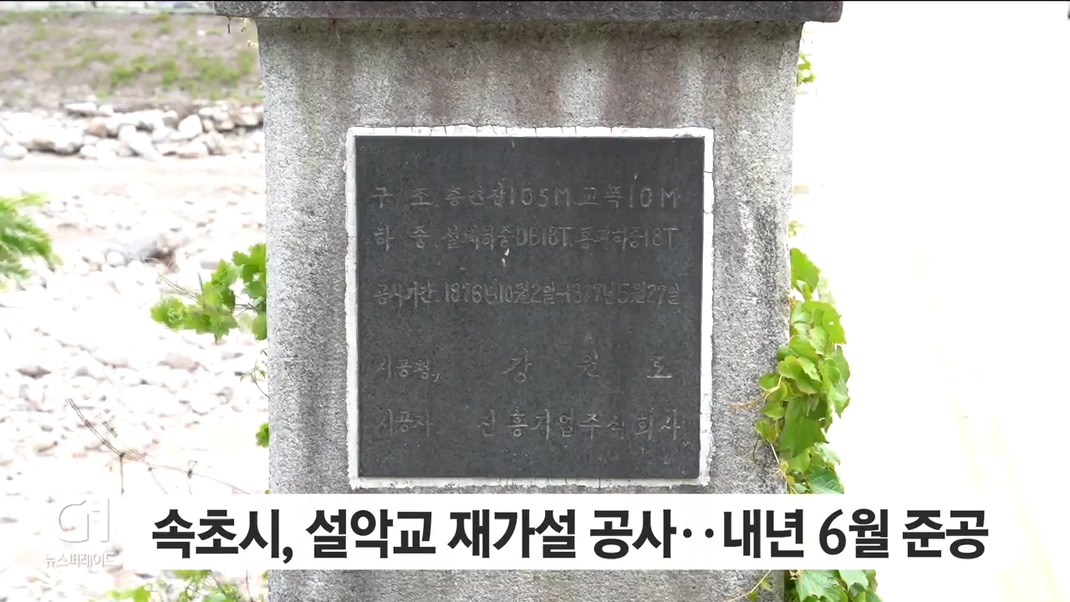 구 조. 총연장105M.교폭10M
하 중. 설계하중DB18T. 통과하중18T
공사기간. 1976년10월2일~1977년5월27일
시공청, 강 원 도
시공자 신흥기업주식회사
G1
뉴스퍼레이드
속초시, 설악교 재가설 공사‥내년 6월 준공